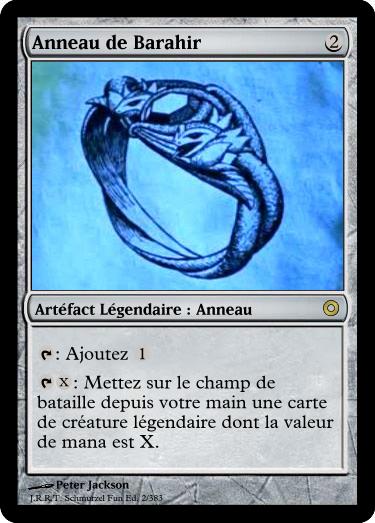 Anneau de Barahir 2
Artéfact Légendaire : Anneau
: Ajoutez 1
X : Mettez sur le champ de
bataille depuis votre main une carte
de créature légendaire dont la valeur
de mana est X.
Peter Jackson
J.R.R.T. Schmurzel Fun Ed. 2/383